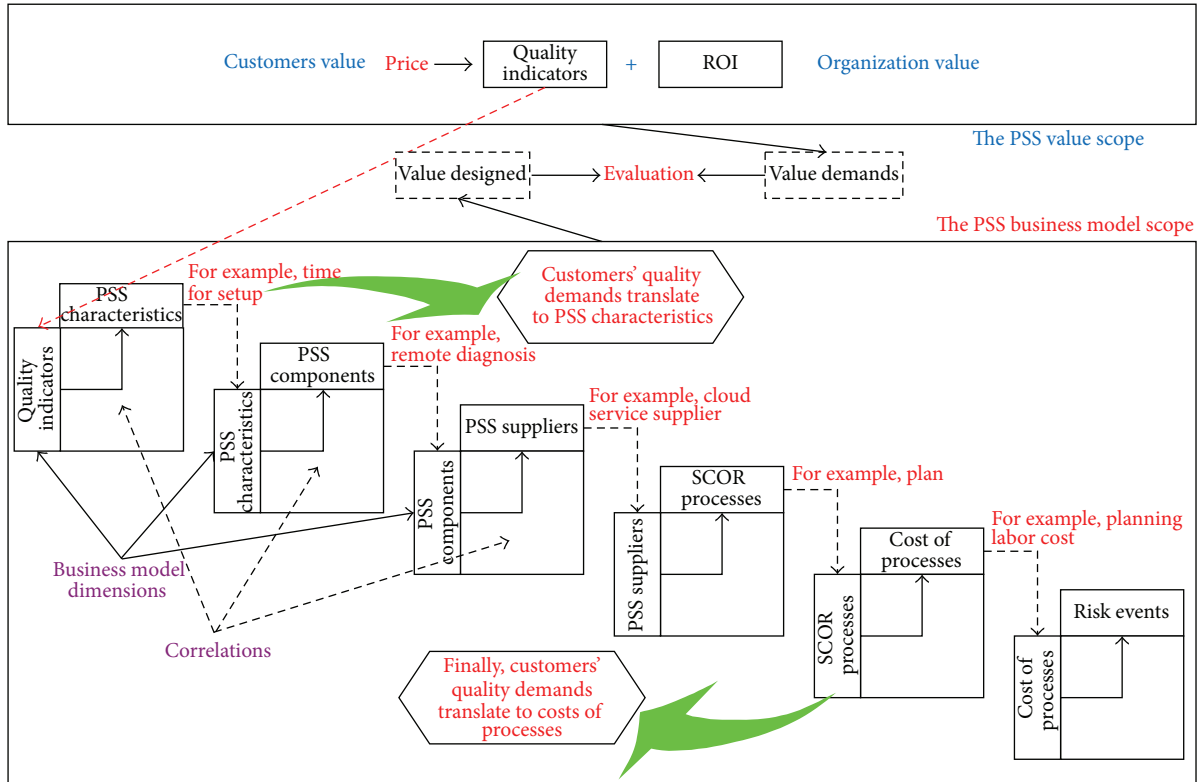 Customers value
Price
Quality
indicators
+
ROI
Organization value
The PSS value scope
Value designed
Evaluation
Value demands
The PSS business model scope
For example, time
for setup
Customers’ quality
demands translate
to PSS characteristics
PSS
characteristics
Quality
indicators
For example,
remote diagnosis
PSS
components
PSS
characteristics
For example, cloud
service supplier
PSS suppliers
PSS
components
SCOR
processes
For example, plan
PSS suppliers
For example, planning
labor cost
Cost of
processes
SCOR
processes
Risk events
Cost of
processes
Business model
dimensions
Correlations
Finally, customers’
quality demands
translate to costs of
processes